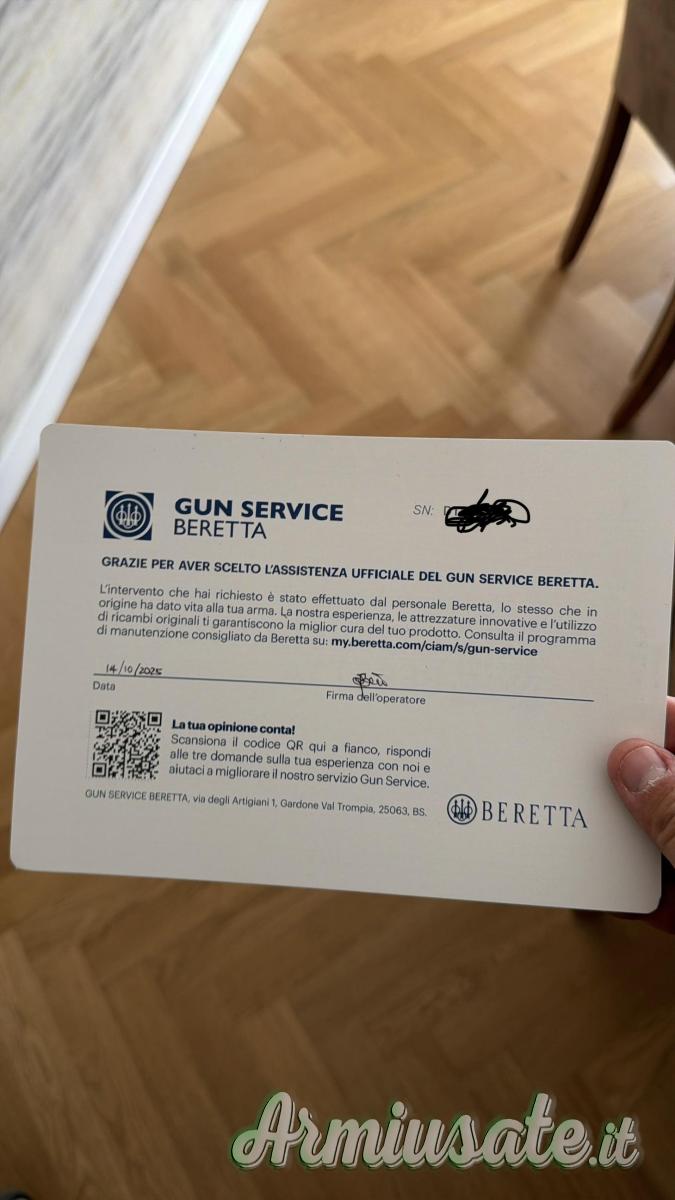 GUN SERVICE
BERETTA
SN:
GRAZIE PER AVER SCELTO L'ASSISTENZA UFFICIALE DEL GUN SERVICE BERETTA.
L'intervento che hai richiesto è stato effettuato dal personale Beretta, lo stesso che in
origine ha dato vita alla tua arma. La nostra esperienza, le attrezzature innovative e l'utilizzo
di ricambi originali ti garantiscono la miglior cura del tuo prodotto. Consulta il programma
di manutenzione consigliato da Beretta su: my.beretta.com/ciam/s/gun-service
14/10/2025
Data
Firma dell'operatore
La tua opinione conta!
Scansiona il codice QR qui a fianco, rispondi
alle tre domande sulla tua esperienza con noi e
aiutaci a migliorare il nostro servizio Gun Service.
GUN SERVICE BERETTA, via degli Artigiani 1, Gardone Val Trompia, 25063, BS.
BERETTA
Armiusate.it